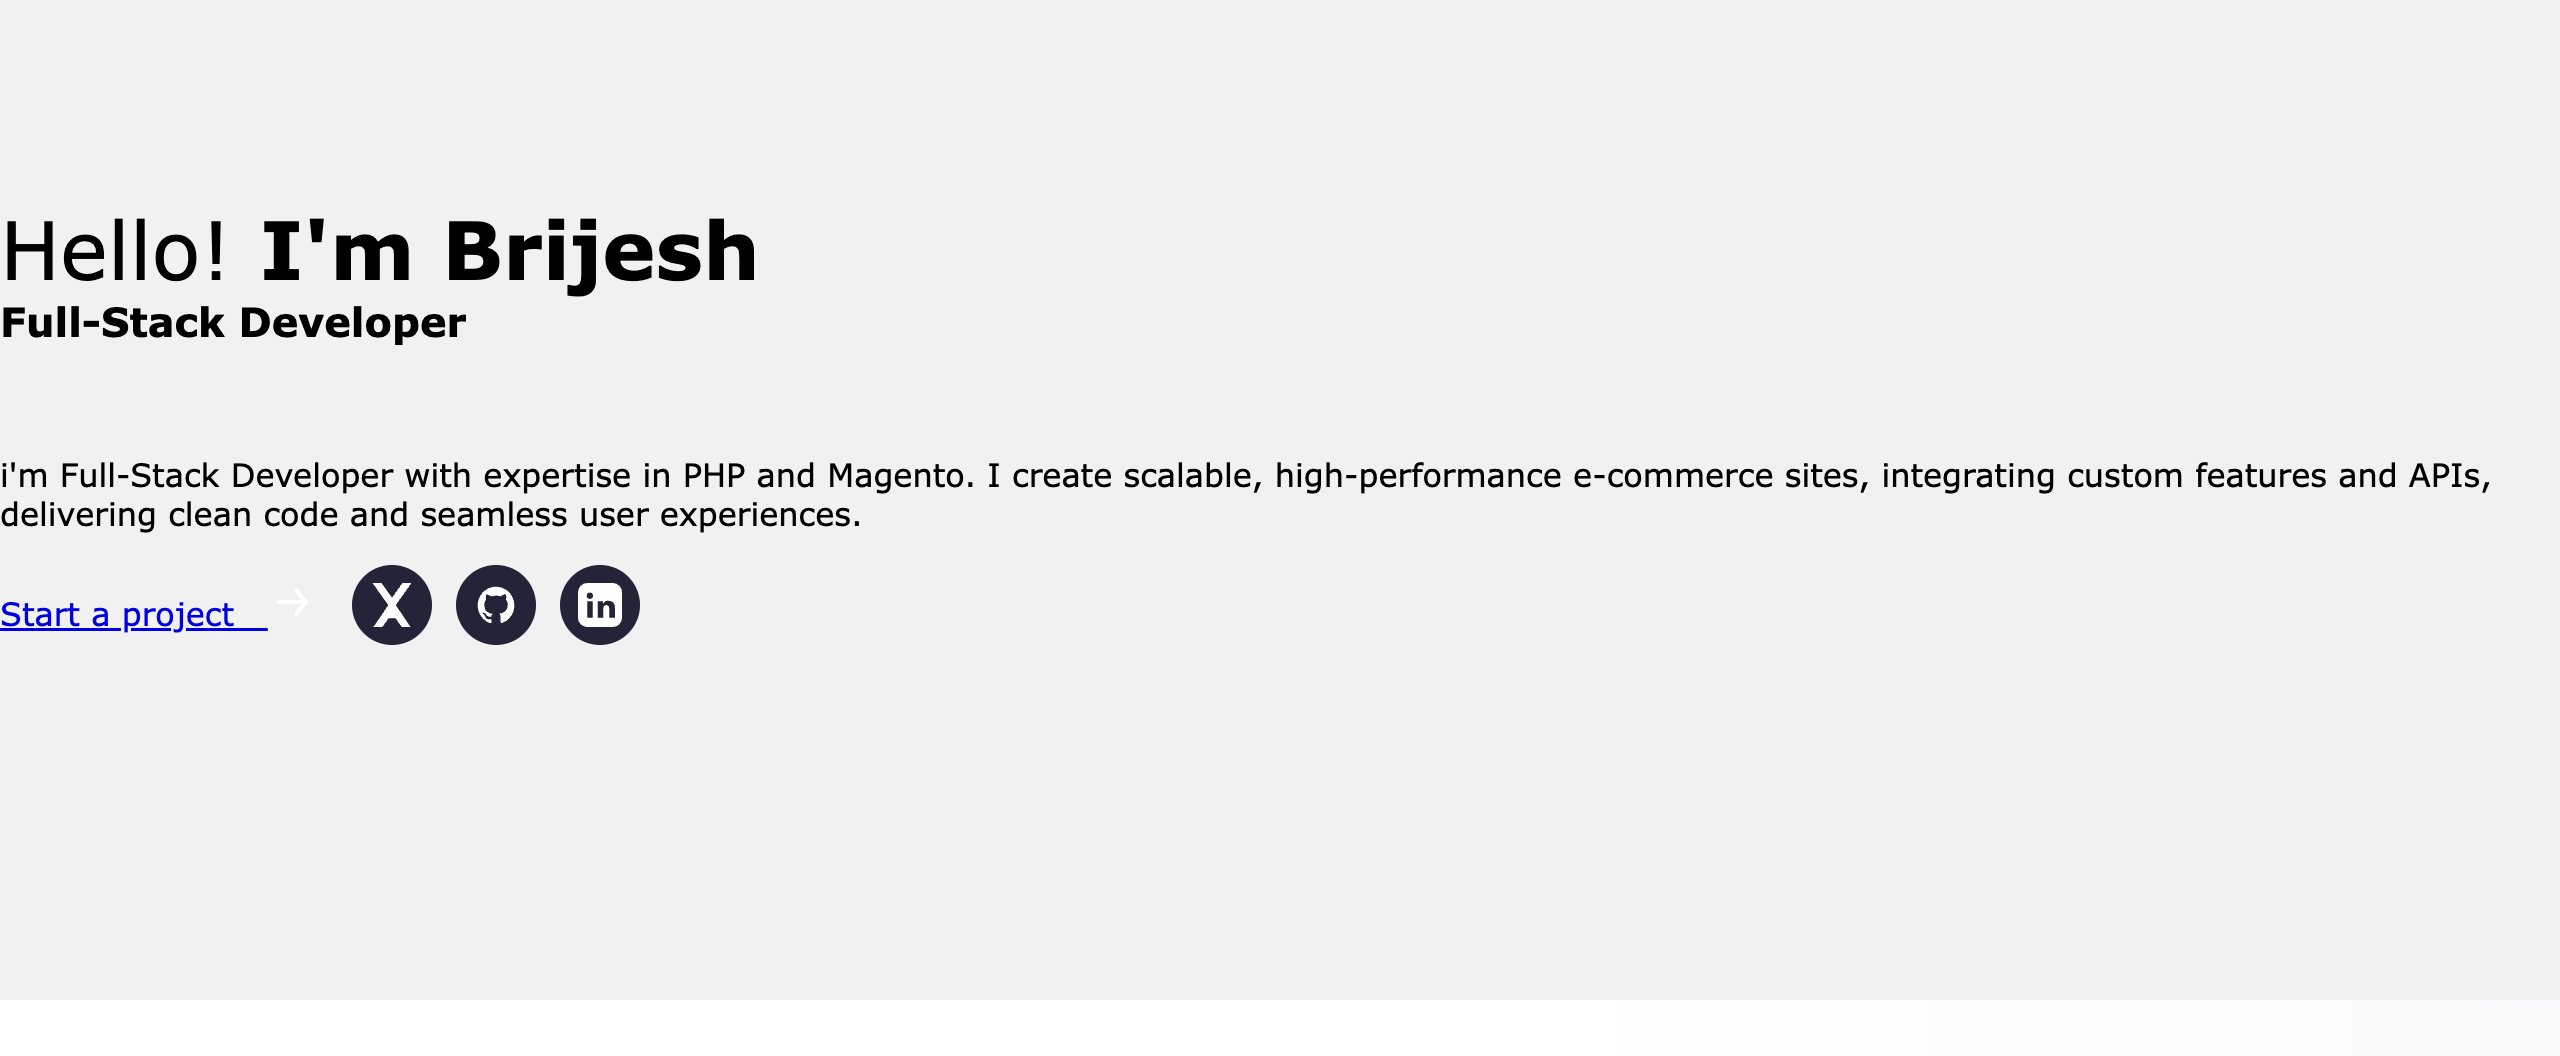 Hello! I'm Brijesh
Full-Stack Developer
i'm Full-Stack Developer with expertise in PHP and Magento. I create scalable, high-performance e-commerce sites, integrating custom features and APIs,
delivering clean code and seamless user experiences.
Start a project